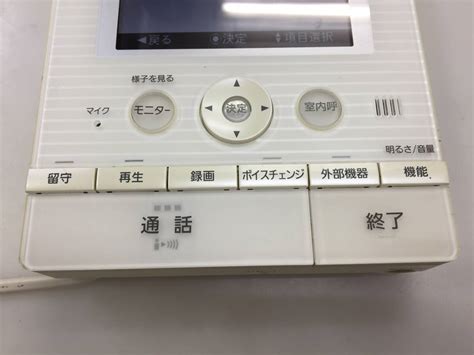 ◀戻る ◉決定 ▲▼項目選択
様子を見る
マイク モニター 決定 室内呼
明るさ/音量
留守 再生 録画 ボイスチェンジ 外部機器 機能
通話 終了